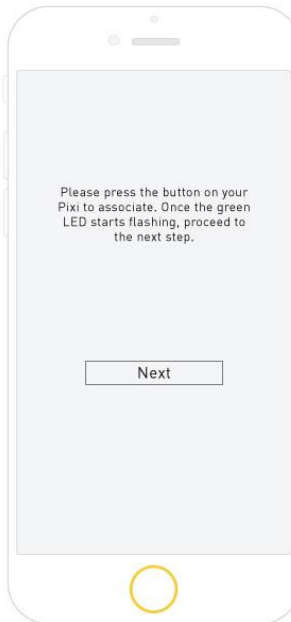 Please press the button on your
Pixi to associate. Once the green
LED starts flashing, proceed to
the next step.
Next